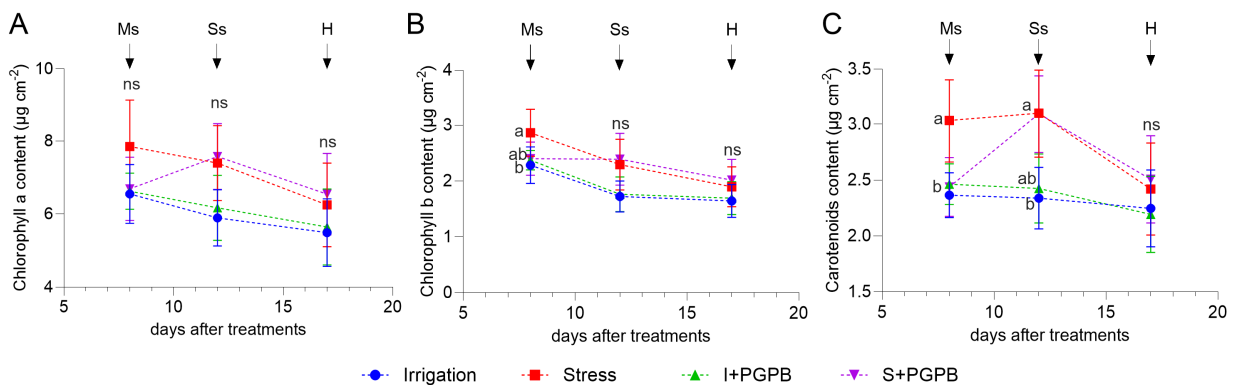 A
Ms Ss H
Chlorophyll a content (µg cm-2)
10
8
6
4
ns
ns
ns
5 10 15 20
days after treatments
B
Ms Ss H
Chlorophyll b content (µg cm-2)
4
3
2
1
0
a
ab
b
ns
ns
5 10 15 20
days after treatments
C
Ms Ss H
Carotenoids content (µg cm-2)
3.5
3.0
2.5
2.0
1.5
a
b
a
ab
b
ns
5 10 15 20
days after treatments
Irrigation Stress I+PGPB S+PGPB